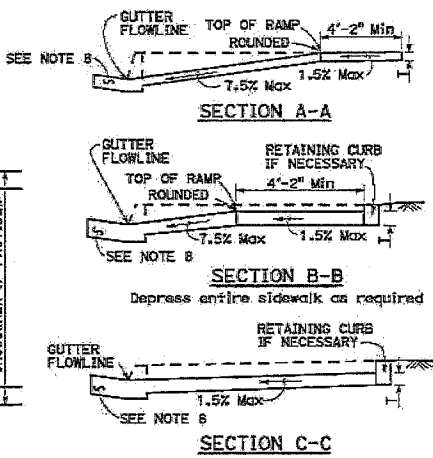 GUTTER
FLOWLINE
TOP OF RAMP
ROUNDED
4'-2" Min
SEE NOTE 8
S
7.5% Max
1.5% Max
T
SECTION A-A
GUTTER
FLOWLINE
TOP OF RAMP
ROUNDED
RETAINING CURB
IF NECESSARY
4'-2" Min
S
SEE NOTE 8
7.5% Max
1.5% Max
T
SECTION B-B
Depress entire sidewalk as required
GUTTER
FLOWLINE
RETAINING CURB
IF NECESSARY
S
1.5% Max
T
SEE NOTE 8
SECTION C-C